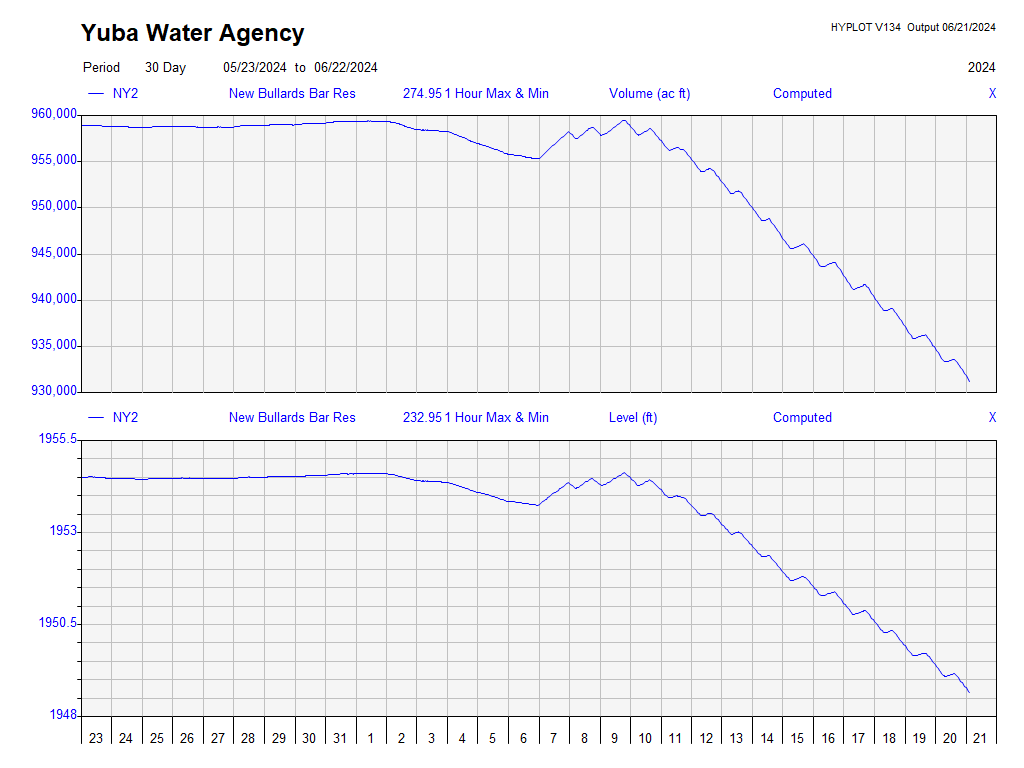 Yuba Water Agency
HYPLOT V134 Output 06/21/2024
Period 30 Day 05/23/2024 to 06/22/2024 2024
NY2 New Bullards Bar Res 274.95 1 Hour Max & Min Volume (ac ft) Computed X
960,000
955,000
950,000
945,000
940,000
935,000
930,000
NY2 New Bullards Bar Res 232.95 1 Hour Max & Min Level (ft) Computed X
1955.5
1953
1950.5
1948
23 24 25 26 27 28 29 30 31 1 2 3 4 5 6 7 8 9 10 11 12 13 14 15 16 17 18 19 20 21